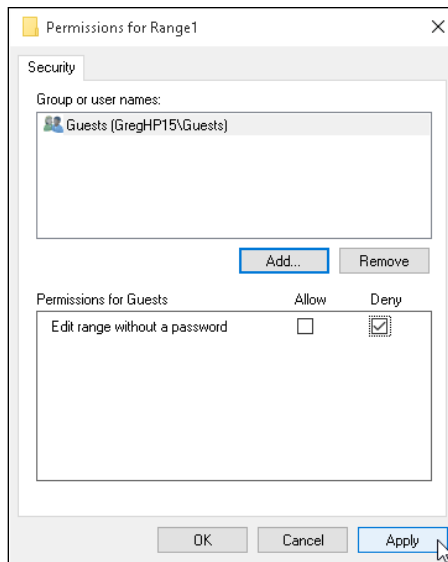 Permissions for Range1
Security
Group or user names:
Guests (GregHP15\Guests)
Add... Remove
Permissions for Guests Allow Deny
Edit range without a password
OK Cancel Apply